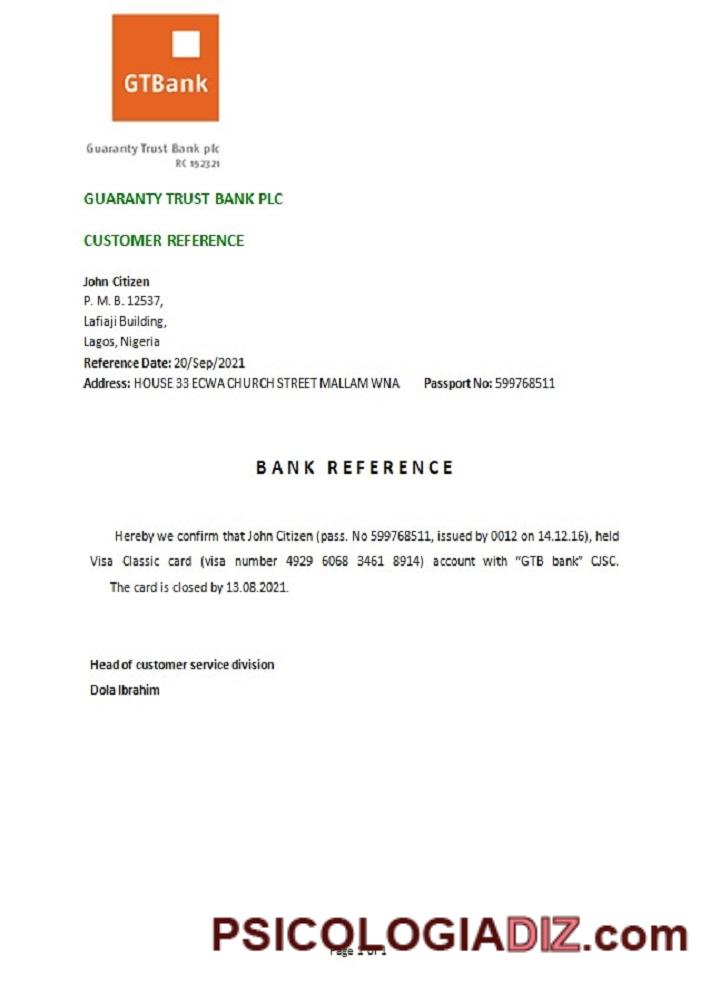 GTBank
Guaranty Trust Bank plc
RC 152321
GUARANTY TRUST BANK PLC
CUSTOMER REFERENCE
John Citizen
P. M. B. 12537,
Lafiaji Building,
Lagos, Nigeria
Reference Date: 20/Sep/2021
Address: HOUSE 33 ECWA CHURCH STREET MALLAM WNA Passport No: 599768511
BANK REFERENCE
Hereby we confirm that John Citizen (pass. No 599768511, issued by 0012 on 14.12.16), held
Visa Classic card (visa number 4929 6068 3461 8914) account with “GTB bank” CJSC.
The card is closed by 13.08.2021.
Head of customer service division
Dola Ibrahim
PSICOLOGIADIZ.com
Page 1 of 1